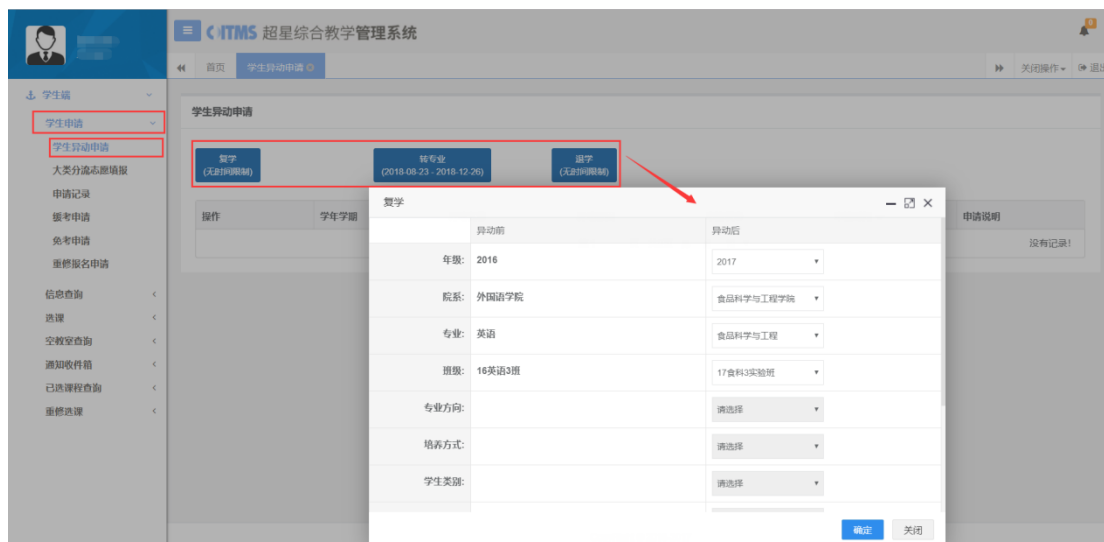 CHITMS 超星综合教学管理系统
0
首页 学生异动申请
关闭操作 退出
学生端
学生申请
学生异动申请
大类分流志愿填报
申请记录
缓考申请
免考申请
重修报名申请
信息查询
选课
空教室查询
通知收件箱
已选课程查询
重修选课
学生异动申请
复学
(无时间限制)
转专业
(2018-08-23 - 2018-12-26)
退学
(无时间限制)
操作 学年学期 申请说明
没有记录!
复学
异动前 异动后
年级: 2016 2017
院系: 外国语学院 食品科学与工程学院
专业: 英语 食品科学与工程
班级: 16英语3班 17食科3实验班
专业方向: 请选择
培养方式: 请选择
学生类别: 请选择
确定 关闭